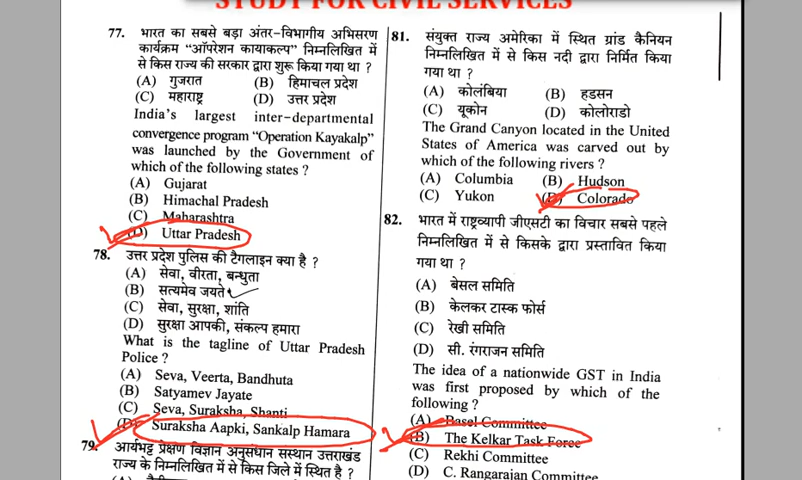 STUDY FOR CIVIL SERVICES
77. भारत का सबसे बड़ा अंतर-विभागीय अभिसरण
कार्यक्रम “ऑपरेशन कायाकल्प” निम्नलिखित में
से किस राज्य की सरकार द्वारा शुरू किया गया था ?
(A) गुजरात (B) हिमाचल प्रदेश
(C) महाराष्ट्र (D) उत्तर प्रदेश
India’s largest inter-departmental
convergence program “Operation Kayakalp”
was launched by the Government of
which of the following states ?
(A) Gujarat
(B) Himachal Pradesh
(C) Maharashtra
(D) Uttar Pradesh
78. उत्तर प्रदेश पुलिस की टैगलाइन क्या है ?
(A) सेवा, वीरता, बन्धुता
(B) सत्यमेव जयते
(C) सेवा, सुरक्षा, शांति
(D) सुरक्षा आपकी, संकल्प हमारा
What is the tagline of Uttar Pradesh
Police ?
(A) Seva, Veerta, Bandhuta
(B) Satyamev Jayate
(C) Seva, Suraksha, Shanti
(D) Suraksha Aapki, Sankalp Hamara
79. आर्यभट्ट प्रेक्षण विज्ञान अनुसंधान संस्थान उत्तराखंड
राज्य के निम्नलिखित में से किस जिले में स्थित है ?
81. संयुक्त राज्य अमेरिका में स्थित ग्रांड कैनियन
निम्नलिखित में से किस नदी द्वारा निर्मित किया
गया था ?
(A) कोलंबिया (B) हडसन
(C) यूकोन (D) कोलोराडो
The Grand Canyon located in the United
States of America was carved out by
which of the following rivers ?
(A) Columbia (B) Hudson
(C) Yukon (D) Colorado
82. भारत में राष्ट्रव्यापी जीएसटी का विचार सबसे पहले
निम्नलिखित में से किसके द्वारा प्रस्तावित किया
गया था ?
(A) बेसल समिति
(B) केलकर टास्क फोर्स
(C) रेखी समिति
(D) सी. रंगराजन समिति
The idea of a nationwide GST in India
was first proposed by which of the
following ?
(A) Basel Committee
(B) The Kelkar Task Force
(C) Rekhi Committee
(D) C. Rangarajan Committee